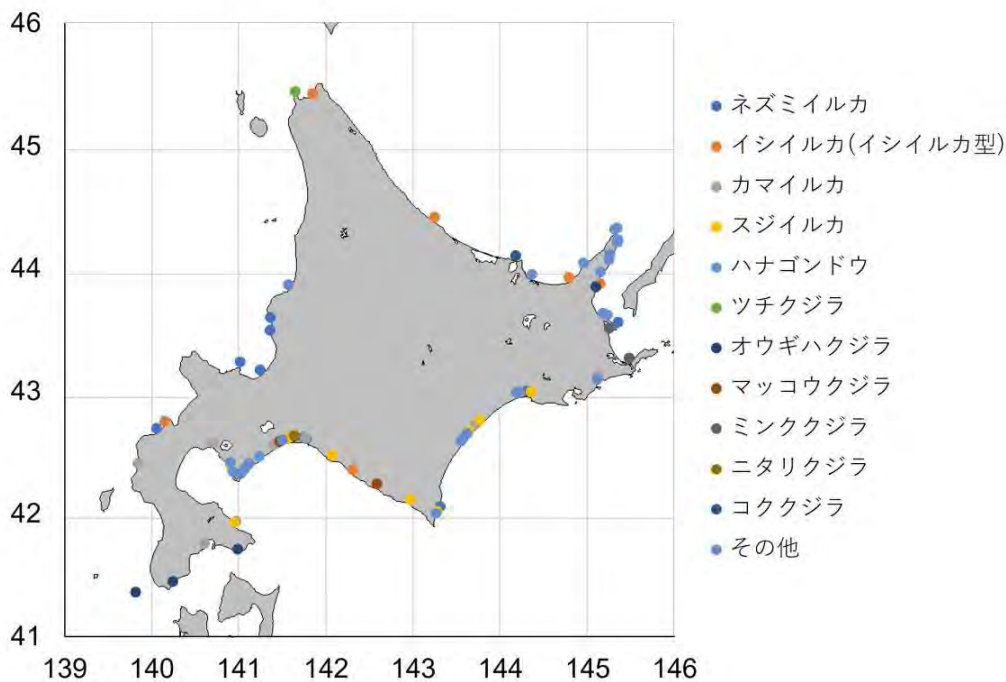 46
45
44
43
42
41
139 140 141 142 143 144 145 146
ネズミイルカ
イシイルカ(イシイルカ型)
カマイルカ
スジイルカ
ハナゴンドウ
ツチクジラ
オウギハクジラ
マッコウクジラ
ミンククジラ
ニタリクジラ
コククジラ
その他